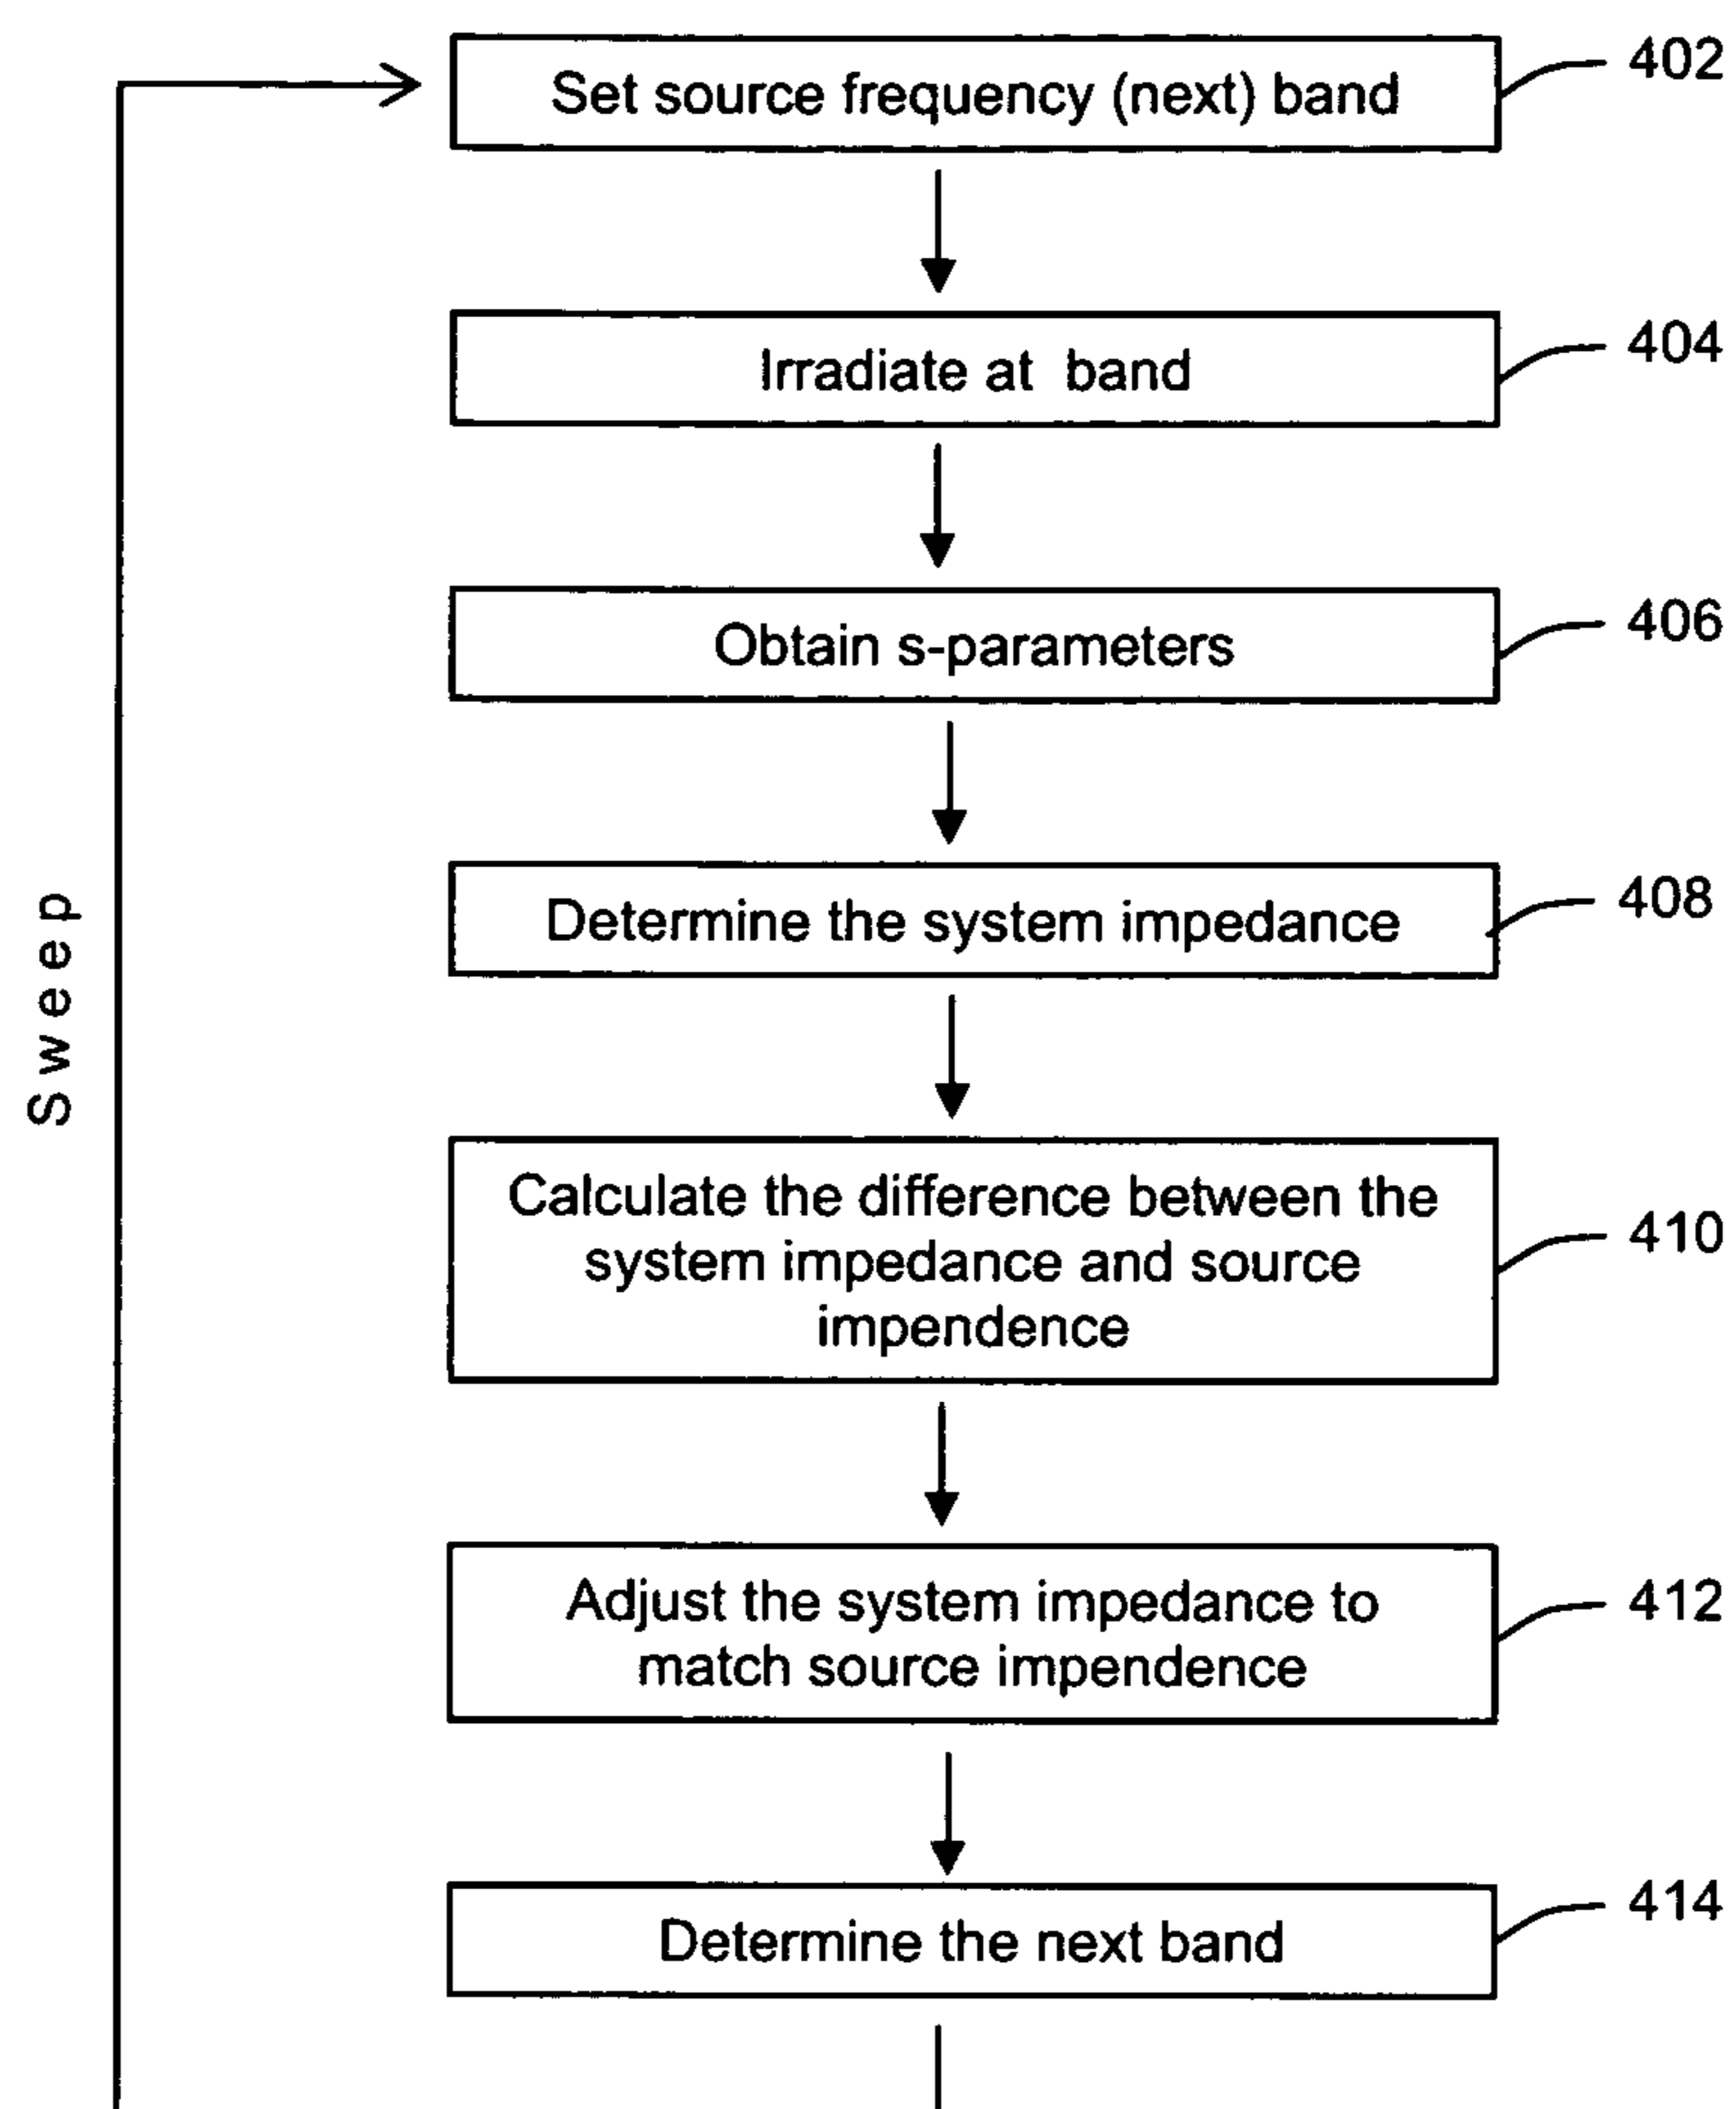 Set source frequency (next) band
402
Irradiate at band
404
Obtain s-parameters
406
Determine the system impedance
408
Calculate the difference between the
system impedance and source
impendence
410
Adjust the system impedance to
match source impendence
412
Determine the next band
414
Sweep